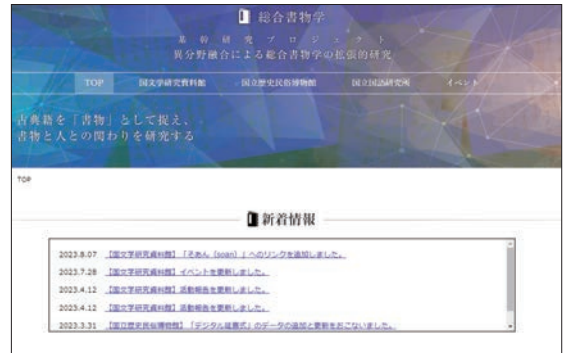 総合書物学
基幹研究プロジェクト
異分野融合による総合書物学の拡張的研究
TOP 国文学研究資料館 国立歴史民俗博物館 国立国語研究所 イベント
古典籍を「書物」として捉え、
書物と人との関わりを研究する
TOP
新着情報
2023.8.07 【国文学研究資料館】「そあん（soan）」へのリンクを追加しました。
2023.7.28 【国文学研究資料館】イベントを更新しました。
2023.4.12 【国文学研究資料館】活動報告を更新しました。
2023.4.12 【国文学研究資料館】活動報告を更新しました。
2023.3.31 【国立歴史民俗博物館】「デジタル延喜式」のデータの追加と更新をおこないました。